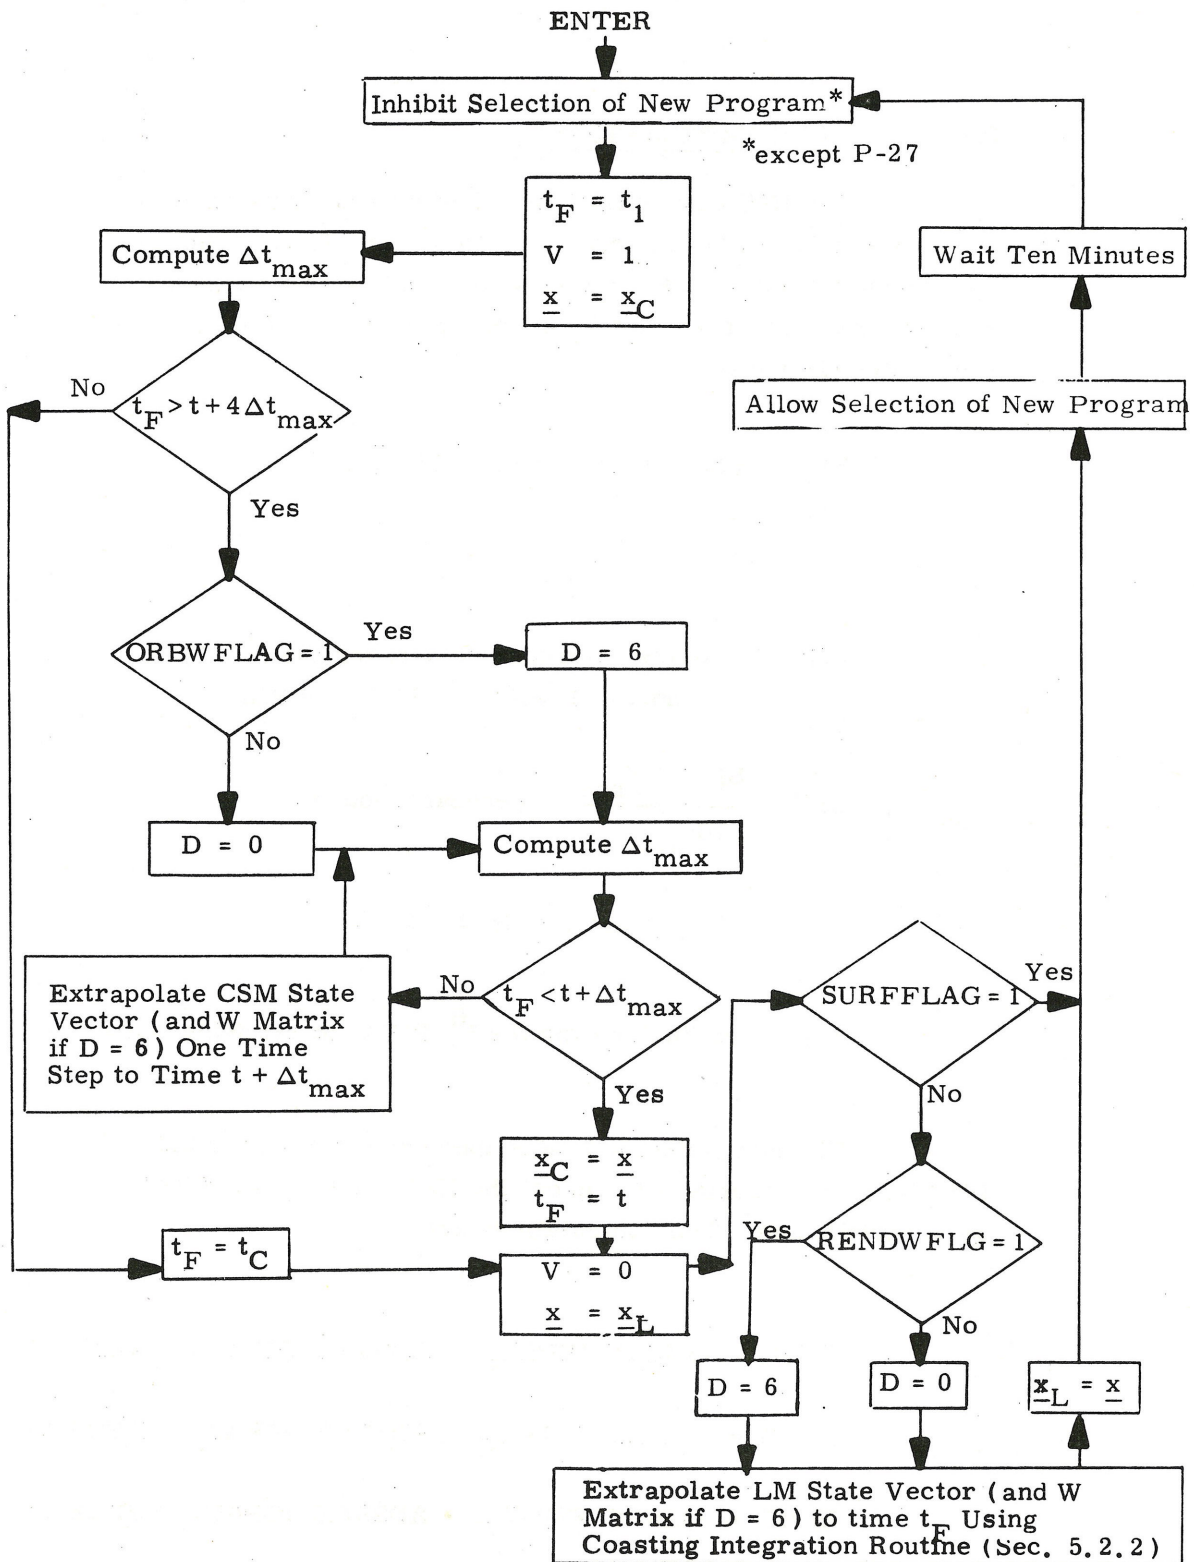 ENTER
Inhibit Selection of New Program*
*except P-27
t_F = t_1
V = 1
x = x_C
Compute Δt_max
Wait Ten Minutes
No
t_F > t + 4 Δt_max
Allow Selection of New Program
Yes
ORBWFLAG = 1
Yes
D = 6
No
D = 0
Compute Δt_max
Extrapolate CSM State
Vector (and W Matrix
if D = 6) One Time
Step to Time t + Δt_max
No
t_F < t + Δt_max
SURFFLAG = 1
Yes
Yes
No
x_C = x
t_F = t
t_F = t_C
V = 0
x = x_L
Yes
RENDWFLG = 1
No
D = 6
D = 0
x_L = x
Extrapolate LM State Vector (and W
Matrix if D = 6) to time t_F Using
Coasting Integration Routine (Sec. 5.2.2)